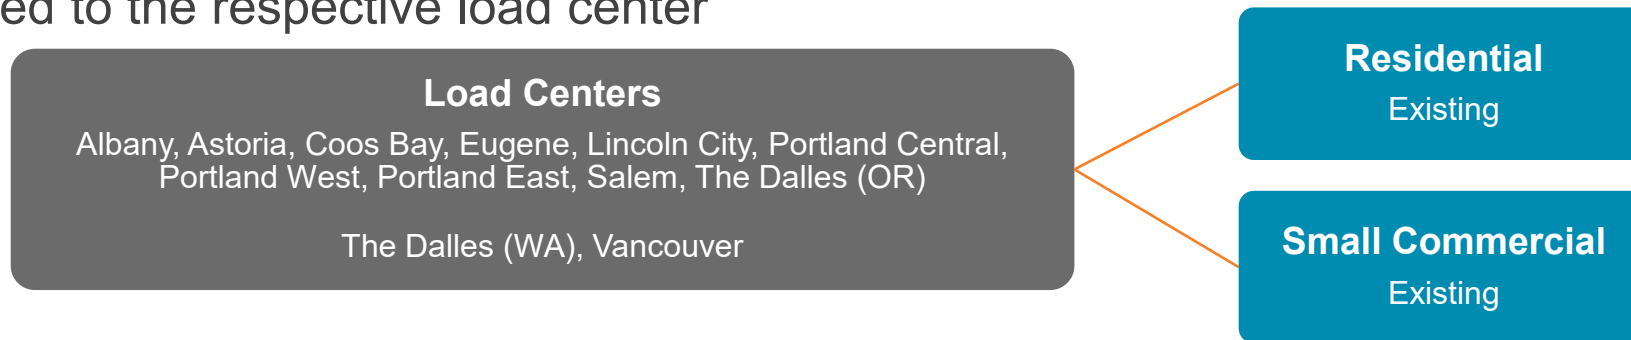 ed to the respective load center
Load Centers
Albany, Astoria, Coos Bay, Eugene, Lincoln City, Portland Central,
Portland West, Portland East, Salem, The Dalles (OR)
The Dalles (WA), Vancouver
Residential
Existing
Small Commercial
Existing